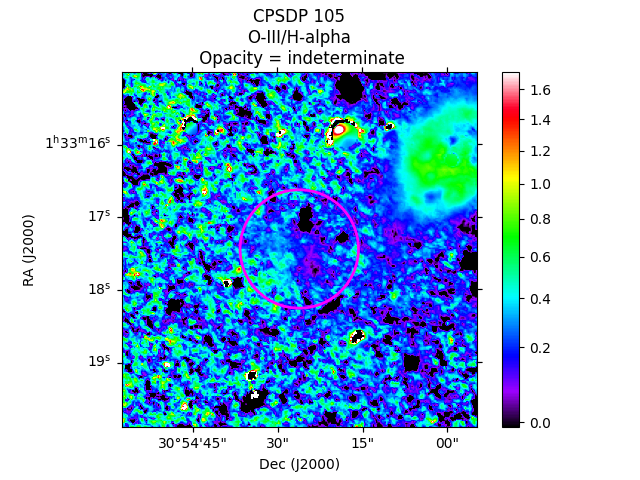 CPSDP 105
O-III/H-alpha
Opacity = indeterminate
1ʰ33ᵐ16ˢ
17ˢ
18ˢ
19ˢ
RA (J2000)
30°54'45" 30" 15" 00"
Dec (J2000)
1.6
1.4
1.2
1.0
0.8
0.6
0.4
0.2
0.0